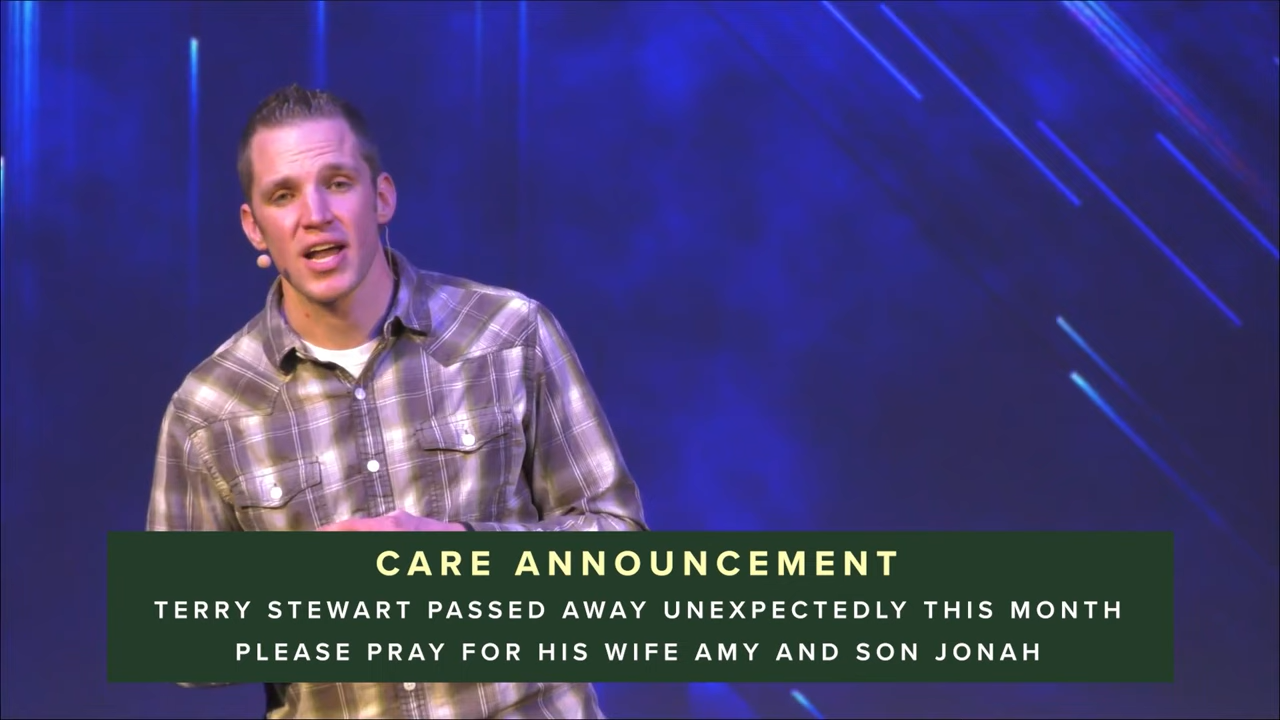 CARE ANNOUNCEMENT
TERRY STEWART PASSED AWAY UNEXPECTEDLY THIS MONTH
PLEASE PRAY FOR HIS WIFE AMY AND SON JONAH